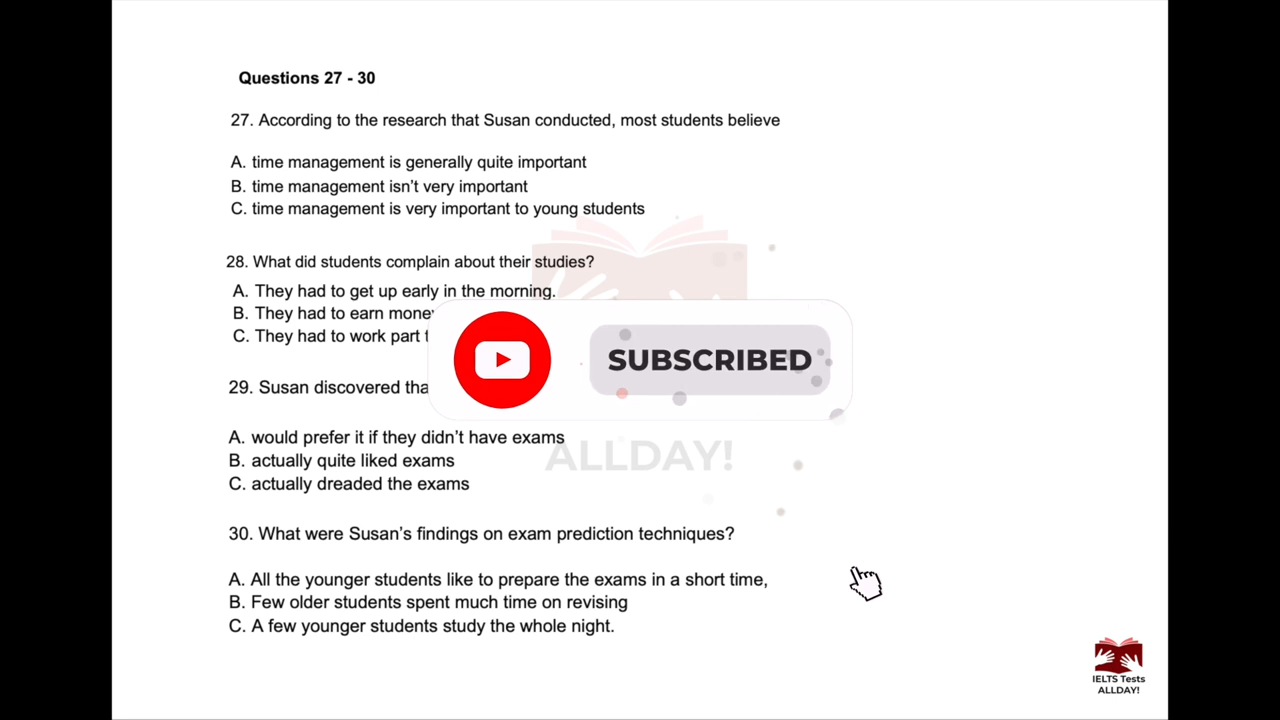 Questions 27 - 30
27. According to the research that Susan conducted, most students believe
A. time management is generally quite important
B. time management isn't very important
C. time management is very important to young students
28. What did students complain about their studies?
A. They had to get up early in the morning.
B. They had to earn
C. They had to work part
SUBSCRIBED
29. Susan discovered
ALLDAY!
A. would prefer it if they didn't have exams
B. actually quite liked exams
C. actually dreaded the exams
30. What were Susan's findings on exam prediction techniques?
A. All the younger students like to prepare the exams in a short time,
B. Few older students spent much time on revising
C. A few younger students study the whole night.
IELTS Tests
ALLDAY!